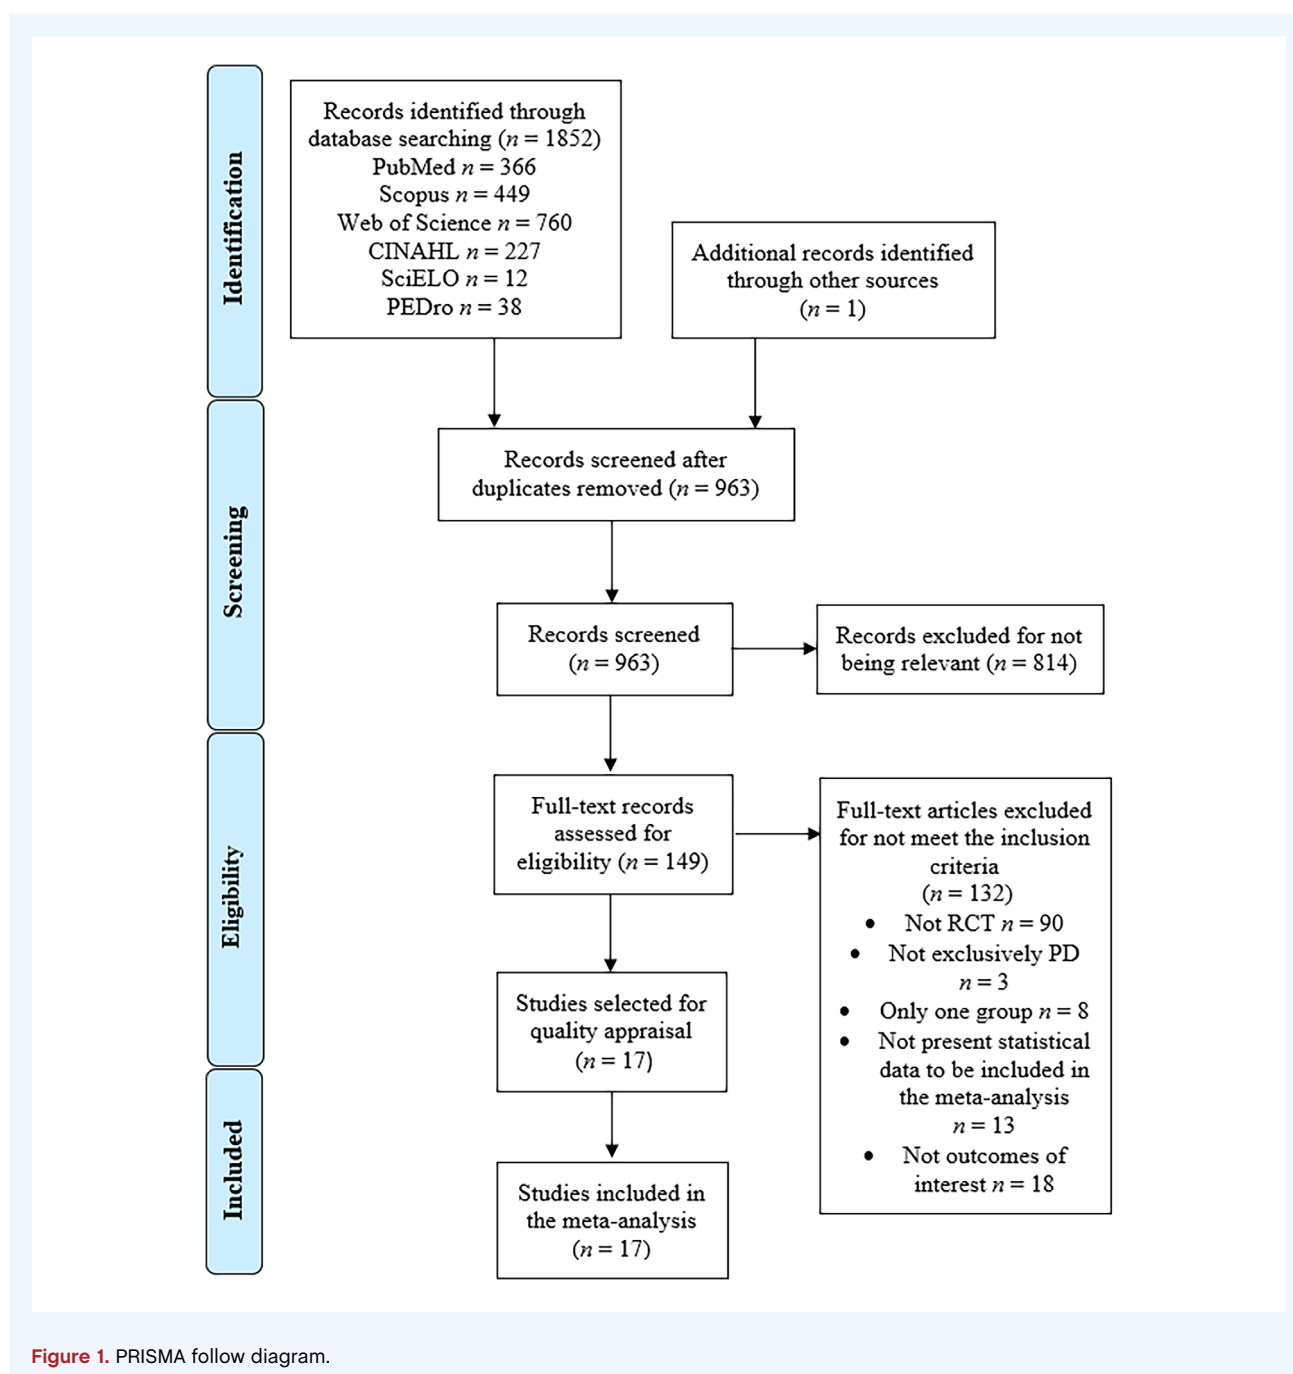 Identification
Records identified through
database searching (n = 1852)
PubMed n = 366
Scopus n = 449
Web of Science n = 760
CINAHL n = 227
SciELO n = 12
PEDro n = 38
Additional records identified
through other sources
(n = 1)
Screening
Records screened after
duplicates removed (n = 963)
Records screened
(n = 963)
Records excluded for not
being relevant (n = 814)
Eligibility
Full-text records
assessed for
eligibility (n = 149)
Full-text articles excluded
for not meet the inclusion
criteria
(n = 132)
• Not RCT n = 90
• Not exclusively PD
n = 3
• Only one group n = 8
• Not present statistical
data to be included in
the meta-analysis
n = 13
• Not outcomes of
interest n = 18
Studies selected for
quality appraisal
(n = 17)
Included
Studies included in
the meta-analysis
(n = 17)
Figure 1. PRISMA follow diagram.